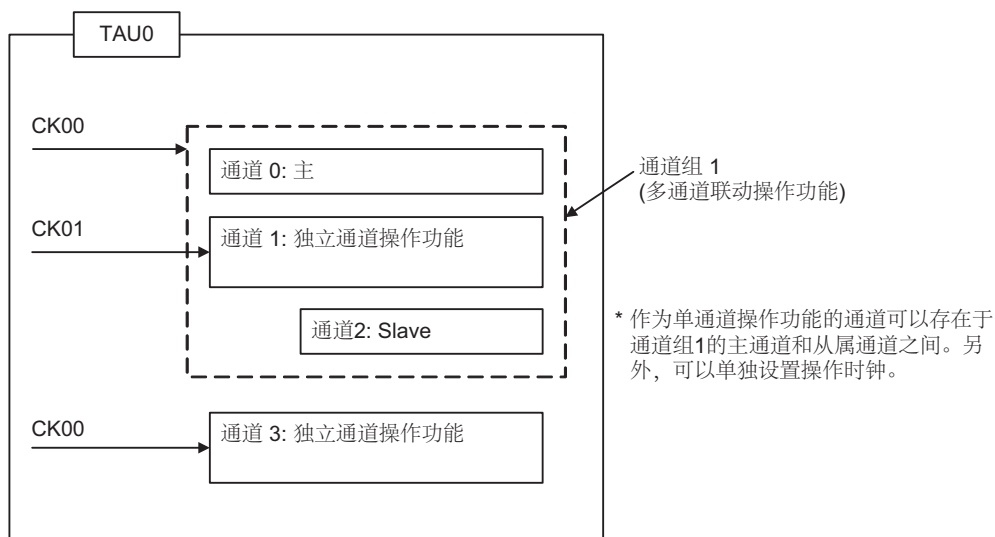 TAU0
CK00
通道 0: 主
通道组 1
(多通道联动操作功能)
CK01
通道 1: 独立通道操作功能
通道2: Slave
* 作为单通道操作功能的通道可以存在于
通道组1的主通道和从属通道之间。另
外，可以单独设置操作时钟。
CK00
通道 3: 独立通道操作功能